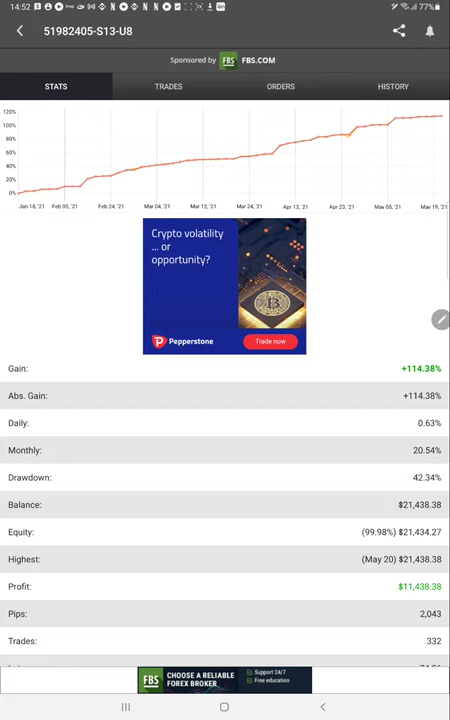 14:52
77%
51982405-S13-U8
Sponsored by FBS FBS.COM
STATS TRADES ORDERS HISTORY
120%
100%
80%
60%
40%
20%
0%
Jan 18, '21 Feb 05, '21 Feb 24, '21 Mar 04, '21 Mar 12, '21 Mar 24, '21 Apr 13, '21 Apr 23, '21 May 05, '21 May 19, '21
Crypto volatility
... or
opportunity?
Pepperstone Trade now
Gain: +114.38%
Abs. Gain: +114.38%
Daily: 0.63%
Monthly: 20.54%
Drawdown: 42.34%
Balance: $21,438.38
Equity: (99.98%) $21,434.27
Highest: (May 20) $21,438.38
Profit: $11,438.38
Pips: 2,043
Trades: 332
FBS CHOOSE A RELIABLE
FOREX BROKER
Support 24/7
Free education